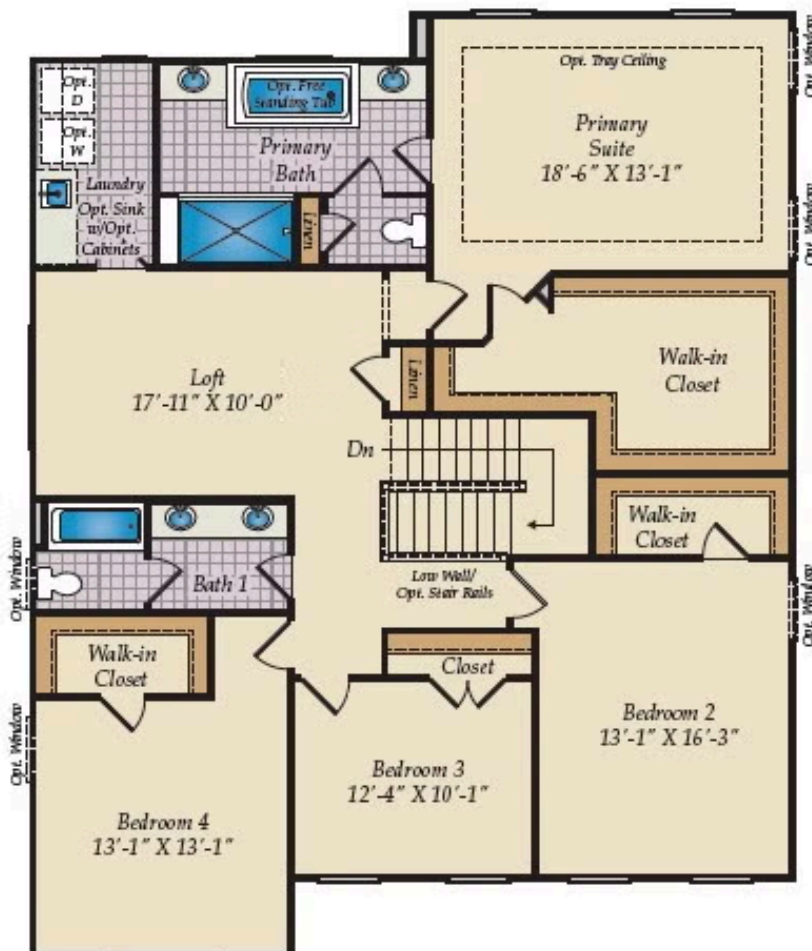 Opt.
D
Opt.
W
Laundry
Opt. Sink
w/Opt.
Cabinets
Opt. Free
Standing Tub
Primary
Bath
Linen
Opt. Tray Ceiling
Primary
Suite
18'-6" X 13'-1"
Opt. Window
Opt. Window
Loft
17'-11" X 10'-0"
Linen
Walk-in
Closet
Dn
Walk-in
Closet
Opt. Window
Bath 1
Low Wall/
Opt. Stair Rails
Opt. Window
Walk-in
Closet
Closet
Opt. Window
Bedroom 2
13'-1" X 16'-3"
Bedroom 3
12'-4" X 10'-1"
Bedroom 4
13'-1" X 13'-1"